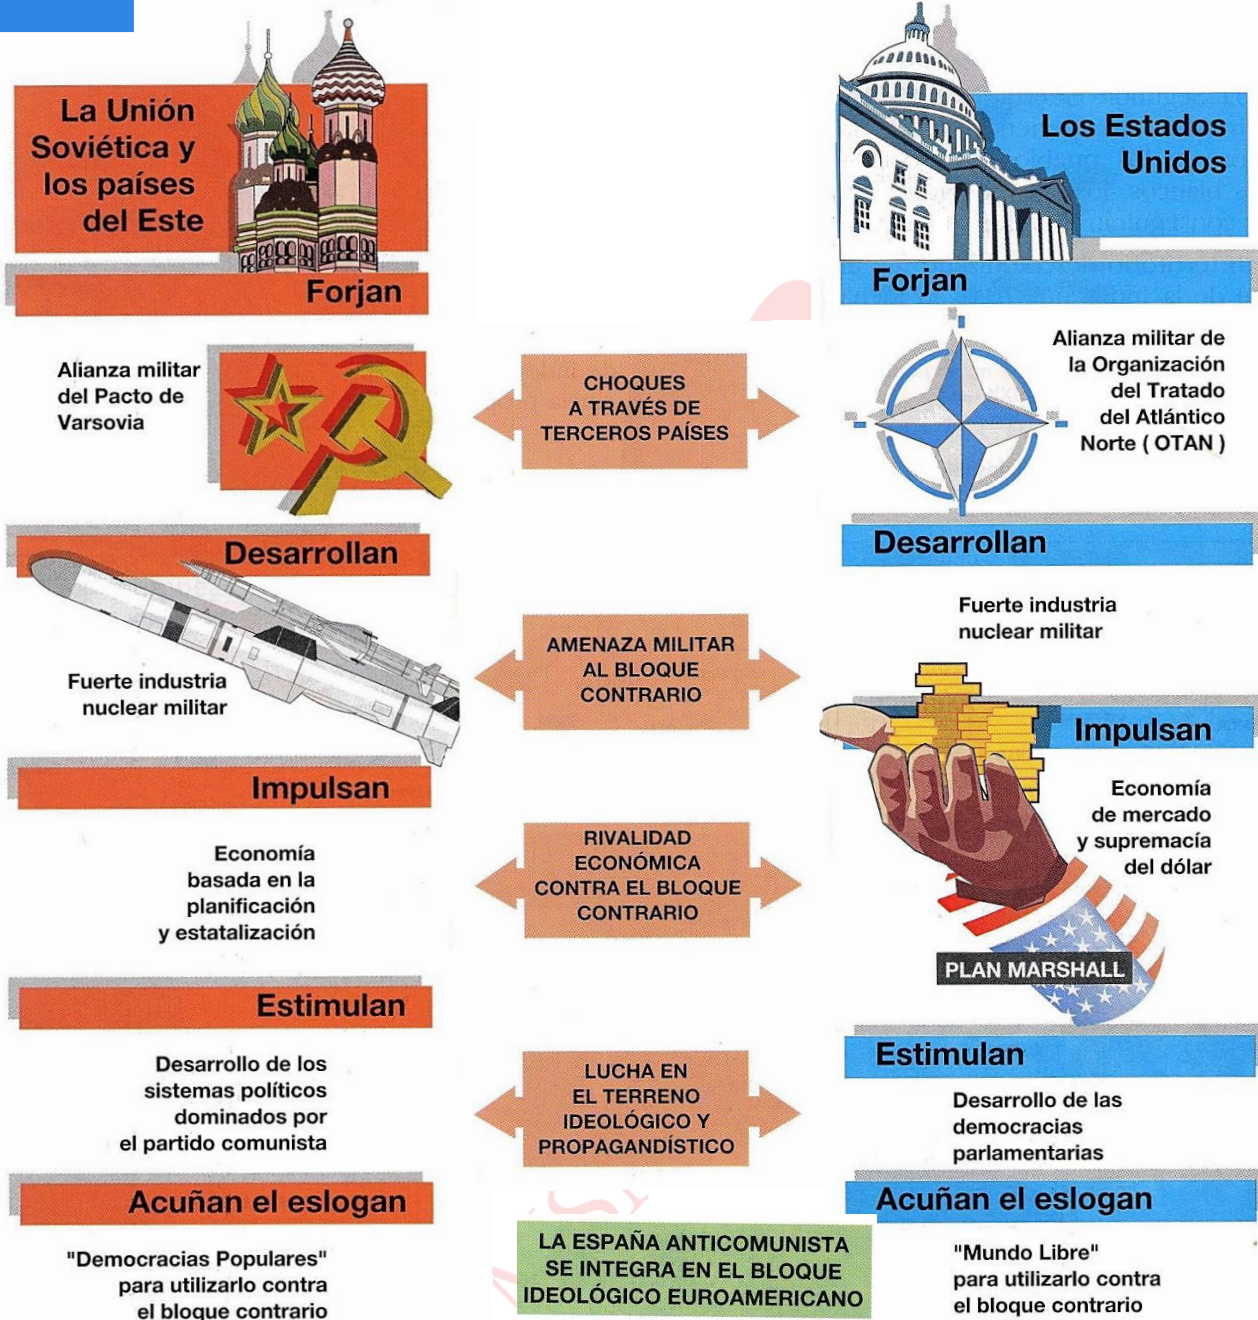 La Unión
Soviética y
los países
del Este
Forjan
Alianza militar
del Pacto de
Varsovia
Desarrollan
Fuerte industria
nuclear militar
Impulsan
Economía
basada en la
planificación
y estatalización
Estimulan
Desarrollo de los
sistemas políticos
dominados por
el partido comunista
Acuñan el eslogan
"Democracias Populares"
para utilizarlo contra
el bloque contrario
CHOQUES
A TRAVÉS DE
TERCEROS PAÍSES
AMENAZA MILITAR
AL BLOQUE
CONTRARIO
RIVALIDAD
ECONÓMICA
CONTRA EL BLOQUE
CONTRARIO
LUCHA EN
EL TERRENO
IDEOLÓGICO Y
PROPAGANDÍSTICO
LA ESPAÑA ANTICOMUNISTA
SE INTEGRA EN EL BLOQUE
IDEOLÓGICO EUROAMERICANO
Los Estados
Unidos
Forjan
Alianza militar de
la Organización
del Tratado
del Atlántico
Norte ( OTAN )
Desarrollan
Fuerte industria
nuclear militar
Impulsan
Economía
de mercado
y supremacía
del dólar
PLAN MARSHALL
Estimulan
Desarrollo de las
democracias
parlamentarias
Acuñan el eslogan
"Mundo Libre"
para utilizarlo contra
el bloque contrario